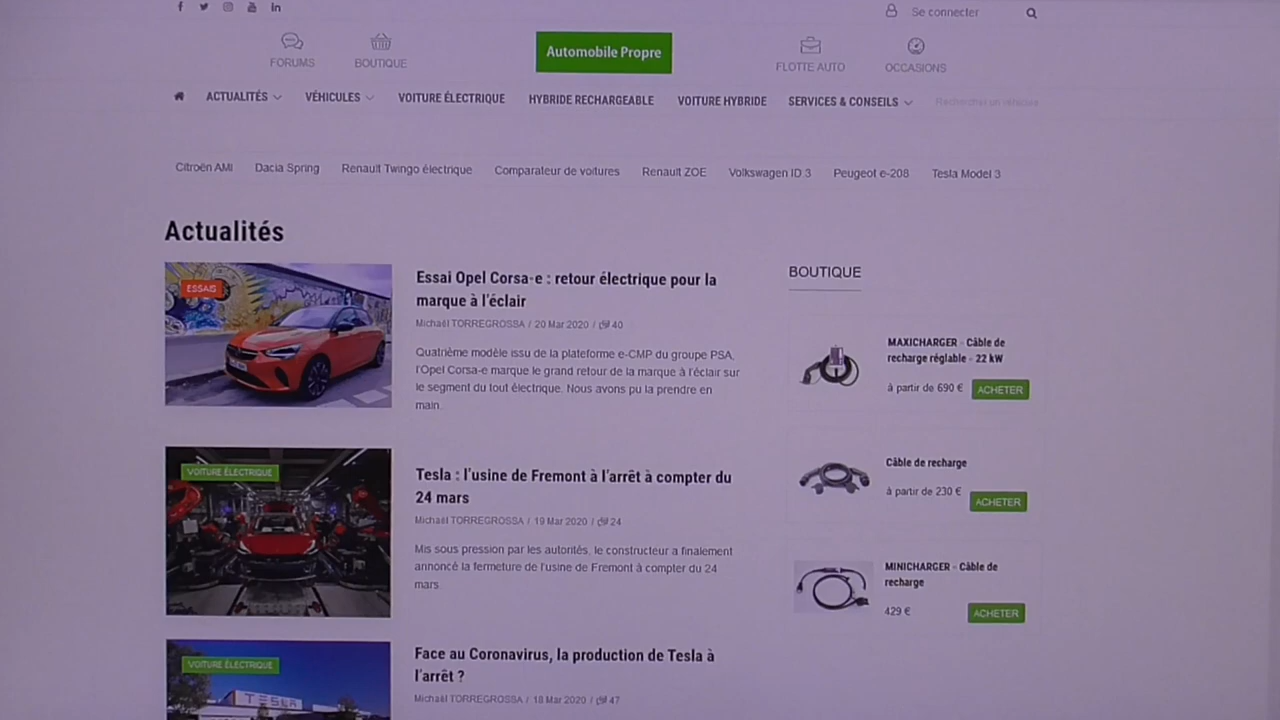 in
Se connecter
FORUMS
BOUTIQUE
Automobile Propre
FLOTTE AUTO
OCCASIONS
ACTUALITÉS
VÉHICULES
VOITURE ÉLECTRIQUE
HYBRIDE RECHARGEABLE
VOITURE HYBRIDE
SERVICES & CONSEILS
Rechercher un véhicule
Citroën AMI
Dacia Spring
Renault Twingo électrique
Comparateur de voitures
Renault ZOE
Volkswagen ID 3
Peugeot e-208
Tesla Model 3
Actualités
ESSAIS
Essai Opel Corsa-e : retour électrique pour la
marque à l'éclair
Michaël TORREGROSSA / 20 Mar 2020 / 40
Quatrième modèle issu de la plateforme e-CMP du groupe PSA,
l'Opel Corsa-e marque le grand retour de la marque à l'éclair sur
le segment du tout électrique. Nous avons pu la prendre en
main.
VOITURE ÉLECTRIQUE
Tesla : l'usine de Fremont à l'arrêt à compter du
24 mars
Michaël TORREGROSSA / 19 Mar 2020 / 24
Mis sous pression par les autorités, le constructeur a finalement
annoncé la fermeture de l'usine de Fremont à compter du 24
mars.
VOITURE ÉLECTRIQUE
TESLA
Face au Coronavirus, la production de Tesla à
l'arrêt ?
Michaël TORREGROSSA / 18 Mar 2020 / 47
BOUTIQUE
MAXICHARGER - Câble de
recharge réglable - 22 kW
à partir de 690 €
ACHETER
Câble de recharge
à partir de 230 €
ACHETER
MINICHARGER - Câble de
recharge
429 €
ACHETER